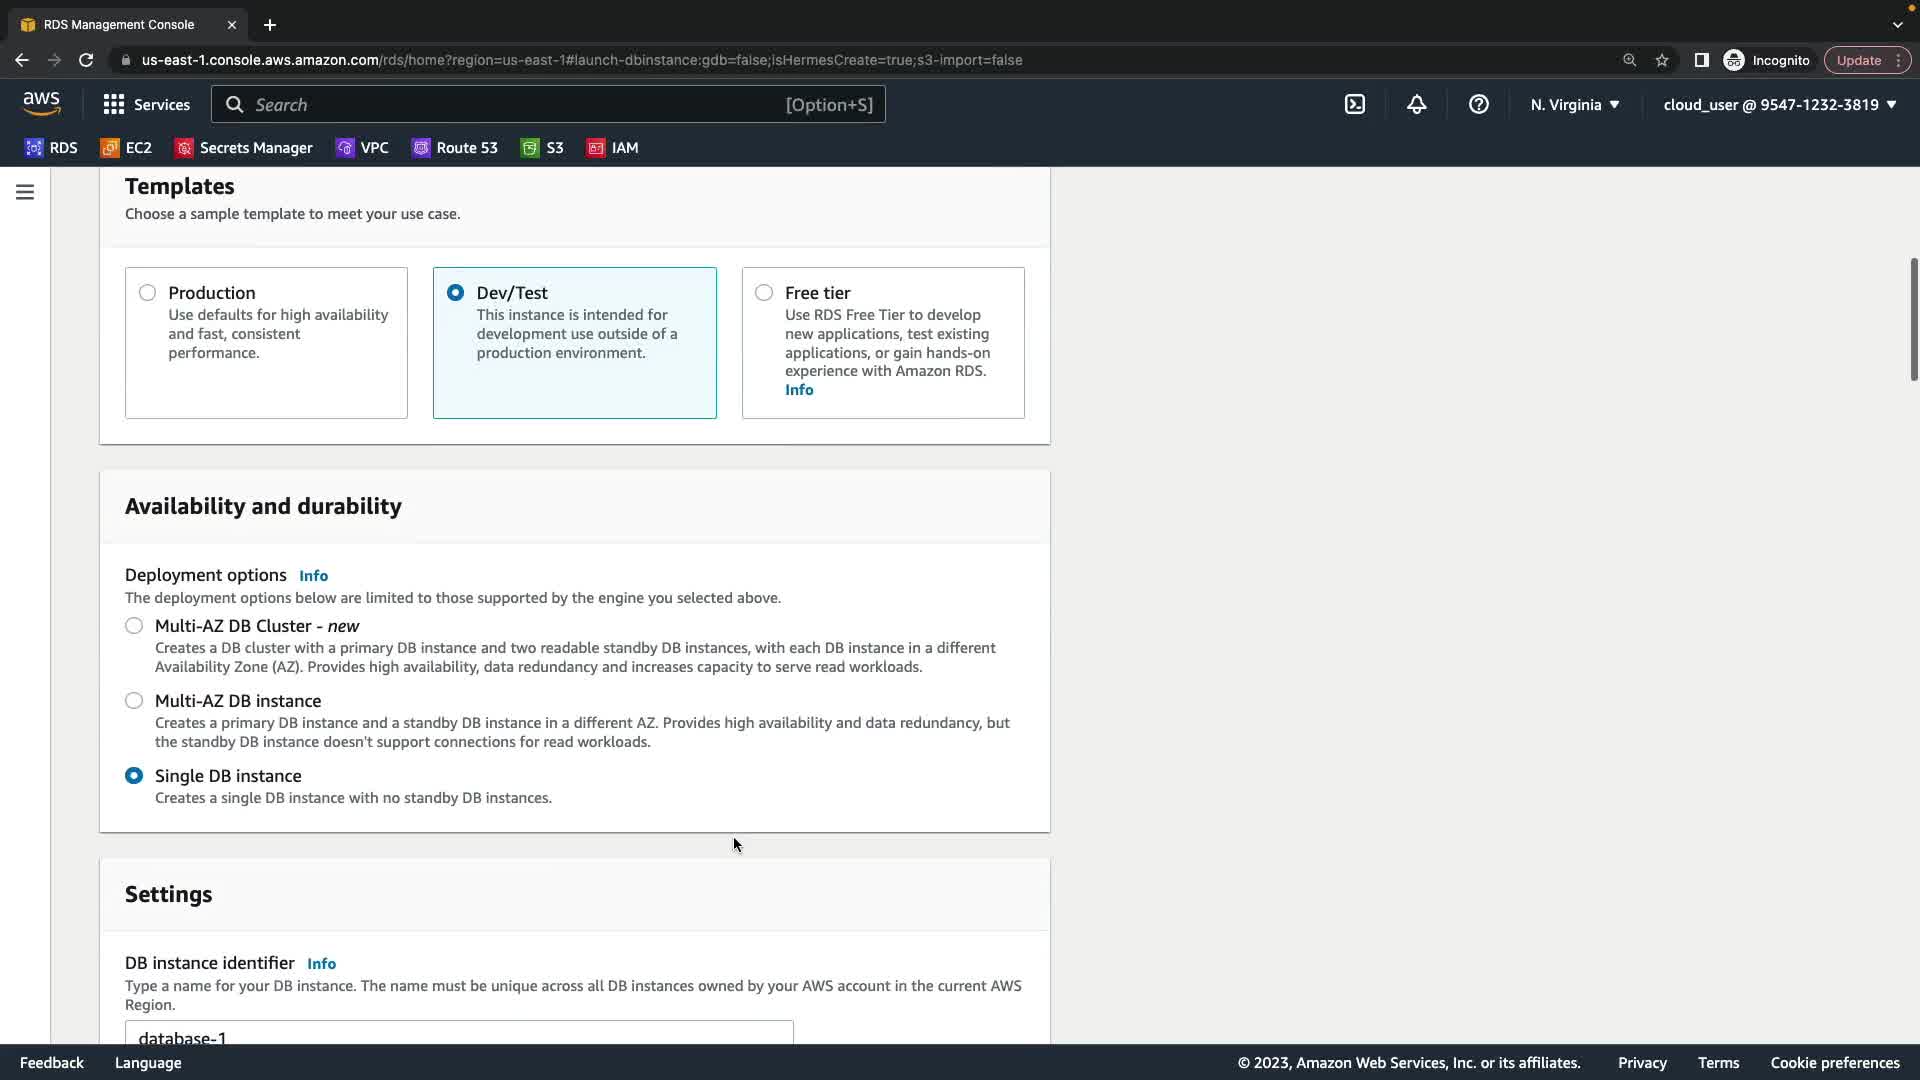 RDS Management Console
us-east-1.console.aws.amazon.com/rds/home?region=us-east-1#launch-dbinstance:gdb=false;isHermesCreate=true;s3-import=false
Incognito
Update
aws
Services
Search
[Option+S]
N. Virginia
cloud_user @ 9547-1232-3819
RDS
EC2
Secrets Manager
VPC
Route 53
S3
IAM
Templates
Choose a sample template to meet your use case.
Production
Use defaults for high availability
and fast, consistent
performance.
Dev/Test
This instance is intended for
development use outside of a
production environment.
Free tier
Use RDS Free Tier to develop
new applications, test existing
applications, or gain hands-on
experience with Amazon RDS.
Info
Availability and durability
Deployment options Info
The deployment options below are limited to those supported by the engine you selected above.
Multi-AZ DB Cluster - new
Creates a DB cluster with a primary DB instance and two readable standby DB instances, with each DB instance in a different
Availability Zone (AZ). Provides high availability, data redundancy and increases capacity to serve read workloads.
Multi-AZ DB instance
Creates a primary DB instance and a standby DB instance in a different AZ. Provides high availability and data redundancy, but
the standby DB instance doesn't support connections for read workloads.
Single DB instance
Creates a single DB instance with no standby DB instances.
Settings
DB instance identifier Info
Type a name for your DB instance. The name must be unique across all DB instances owned by your AWS account in the current AWS
Region.
database-1
Feedback
Language
© 2023, Amazon Web Services, Inc. or its affiliates.
Privacy
Terms
Cookie preferences